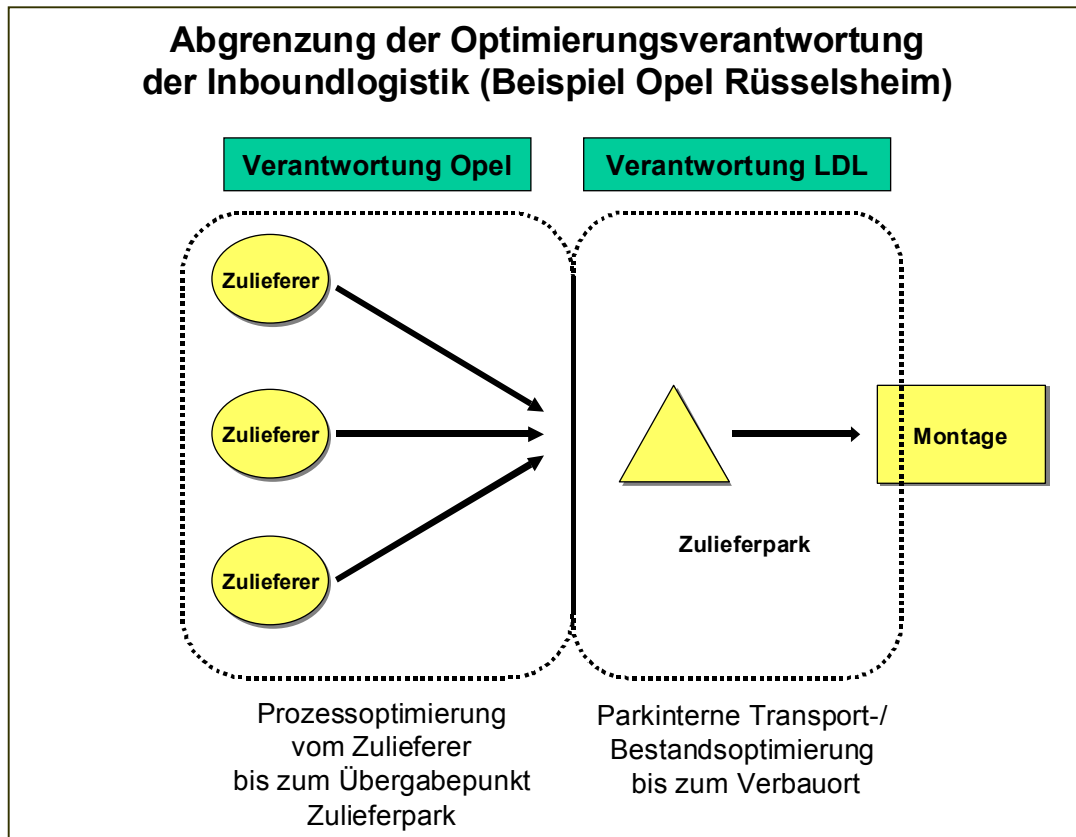 Abgrenzung der Optimierungsverantwortung
der Inboundlogistik (Beispiel Opel Rüsselsheim)
Verantwortung Opel
Verantwortung LDL
Zulieferer
Zulieferer
Montage
Zulieferpark
Zulieferer
Prozessoptimierung
vom Zulieferer
bis zum Übergabepunkt
Zulieferpark
Parkinterne Transport-/
Bestandsoptimierung
bis zum Verbauort